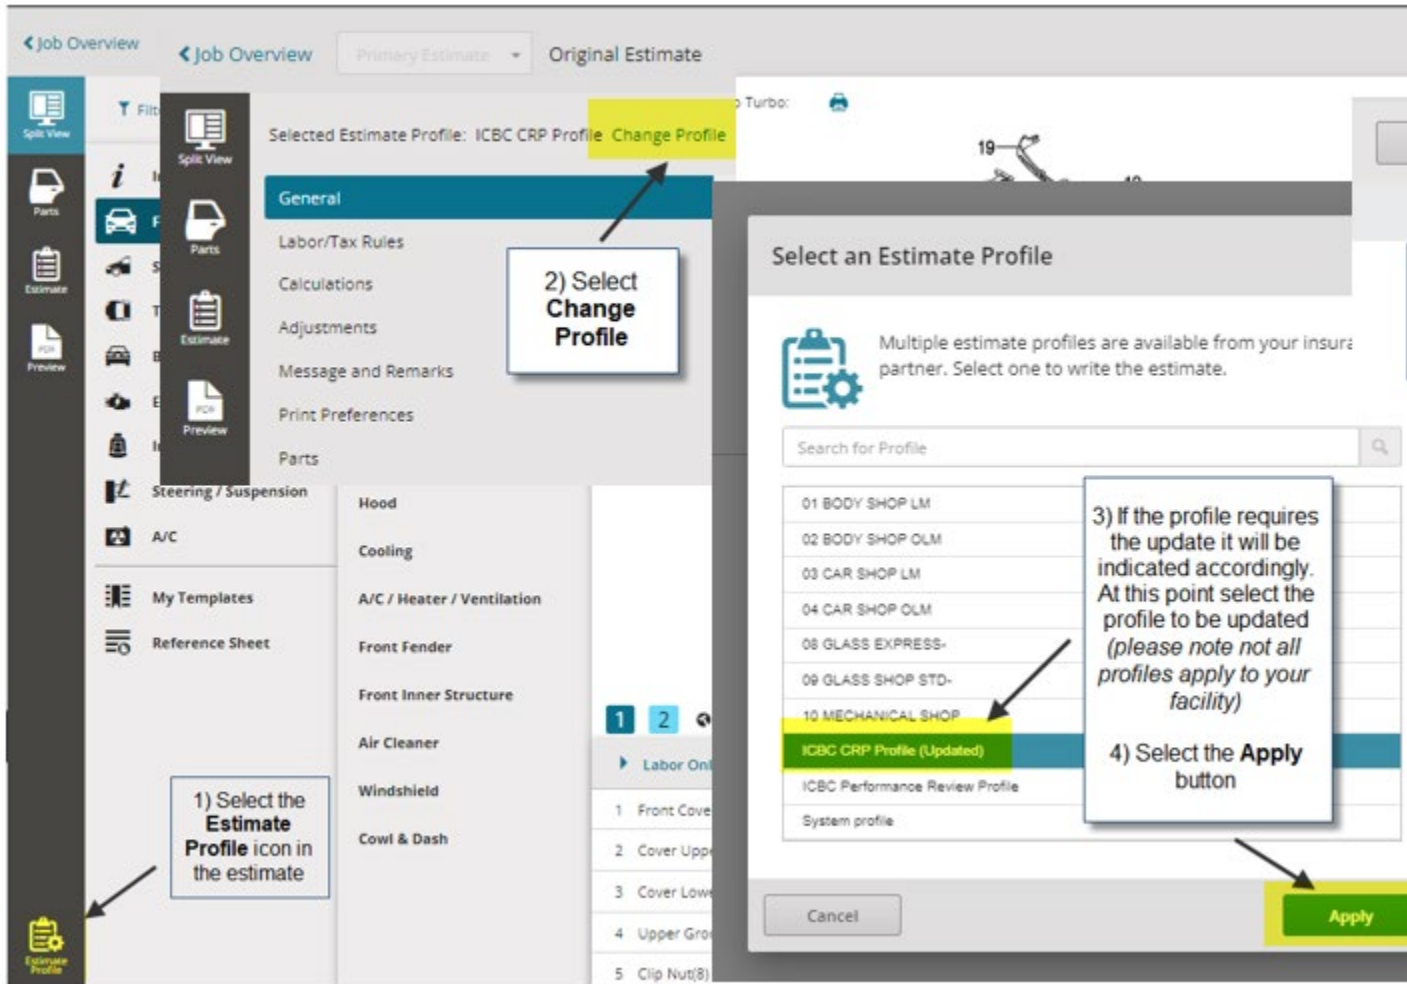 Job Overview
Job Overview
Primary Estimate
Original Estimate
Split View
Parts
Estimate
PDF
Preview
Estimate
Profile
Steering / Suspension
A/C
My Templates
Reference Sheet
1) Select the
Estimate
Profile icon in
the estimate
Split View
Parts
Estimate
PDF
Preview
Selected Estimate Profile: ICBC CRP Profile Change Profile
General
Labor/Tax Rules
Calculations
Adjustments
Message and Remarks
Print Preferences
Parts
2) Select
Change
Profile
Hood
Cooling
A/C / Heater / Ventilation
Front Fender
Front Inner Structure
Air Cleaner
Windshield
Cowl & Dash
Turbo:
19
1 2
Labor Onl
1 Front Cove
2 Cover Upp
3 Cover Lowe
4 Upper Gro
5 Clip Nut(8)
Select an Estimate Profile
Multiple estimate profiles are available from your insura
partner. Select one to write the estimate.
Search for Profile
01 BODY SHOP LM
02 BODY SHOP OLM
03 CAR SHOP LM
04 CAR SHOP OLM
08 GLASS EXPRESS-
09 GLASS SHOP STD-
10 MECHANICAL SHOP
ICBC CRP Profile (Updated)
ICBC Performance Review Profile
System profile
3) If the profile requires
the update it will be
indicated accordingly.
At this point select the
profile to be updated
(please note not all
profiles apply to your
facility)
4) Select the Apply
button
Cancel
Apply